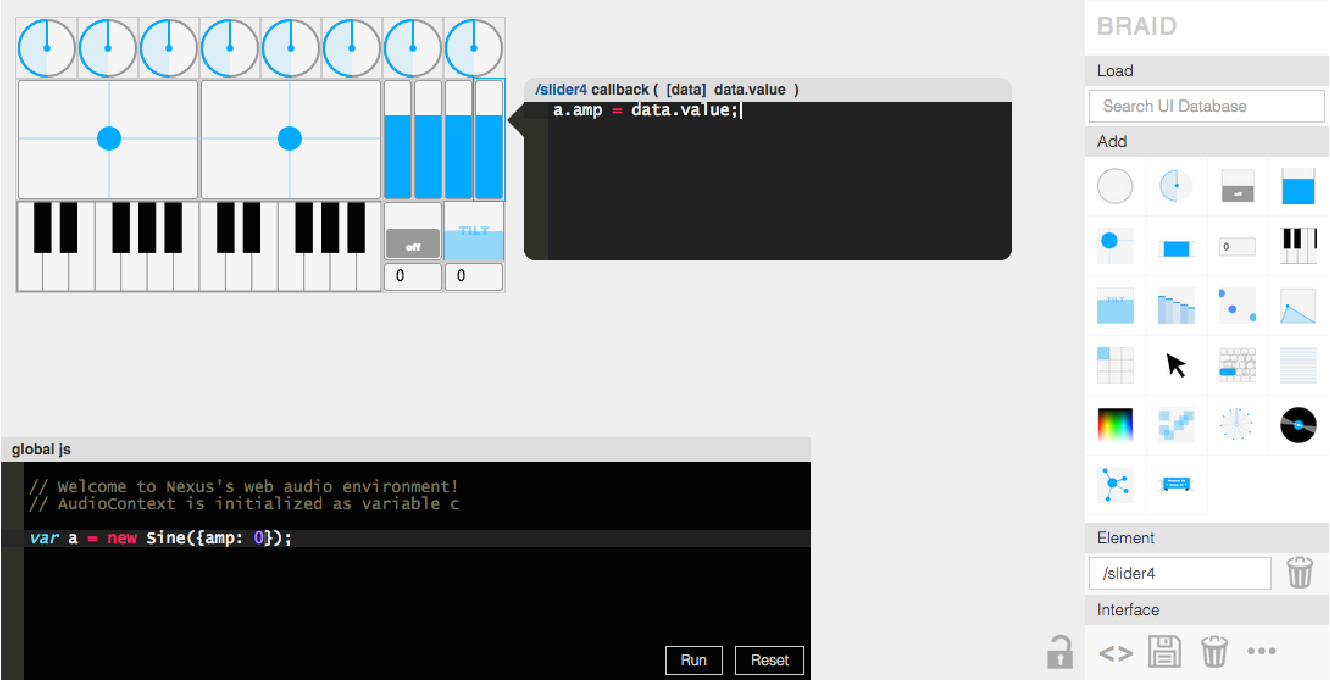 BRAID
Load
Search UI Database
Add
off
TILT
0
TILT
/slider4 callback ( [data] data.value )
a.amp = data.value;
off
TILT
0
0
global js
// Welcome to Nexus's web audio environment!
// AudioContext is initialized as variable c
var a = new Sine({amp: 0});
Run
Reset
Element
/slider4
Interface
<>